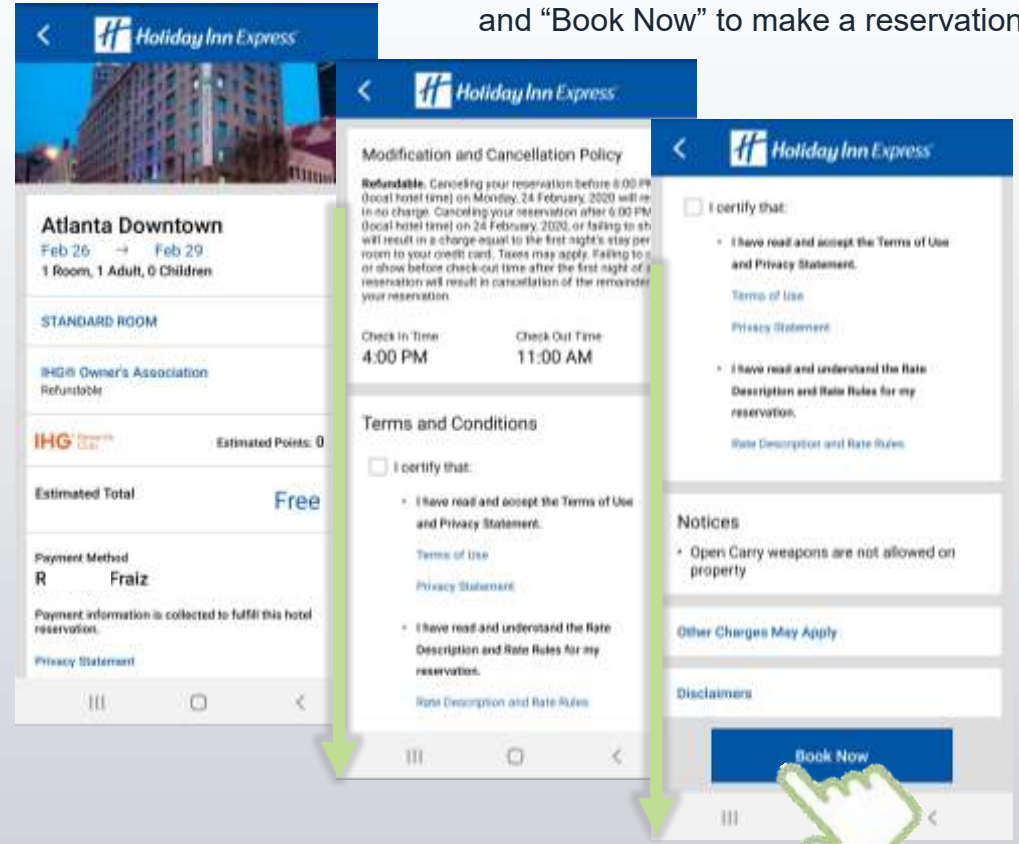 and “Book Now” to make a reservation
Holiday Inn Express
Atlanta Downtown
Feb 26 → Feb 29
1 Room, 1 Adult, 0 Children
STANDARD ROOM
IHG® Owner's Association
Refundable
IHG Rewards
Club
Estimated Points: 0
Estimated Total
Free
Payment Method
R Fraiz
Payment information is collected to fulfill this hotel
reservation.
Privacy Statement
Holiday Inn Express
Modification and Cancellation Policy
Refundable. Canceling your reservation before 6:00 PM
(local hotel time) on Monday, 24 February, 2020 will re
in no charge. Canceling your reservation after 6:00 PM
(local hotel time) on 24 February, 2020, or failing to sh
will result in a charge equal to the first night's stay per
room to your credit card. Taxes may apply. Failing to
or show before check-out time after the first night of
reservation will result in cancellation of the remainder
your reservation
Check In Time
Check Out Time
4:00 PM
11:00 AM
Terms and Conditions
I certify that:
• I have read and accept the Terms of Use
and Privacy Statement.
Terms of Use
Privacy Statement
• I have read and understand the Rate
Description and Rate Rules for my
reservation.
Rate Description and Rate Rules
Holiday Inn Express
I certify that:
• I have read and accept the Terms of Use
and Privacy Statement.
Terms of Use
Privacy Statement
• I have read and understand the Rate
Description and Rate Rules for my
reservation.
Rate Description and Rate Rules
Notices
• Open Carry weapons are not allowed on
property
Other Charges May Apply
Disclaimers
Book Now